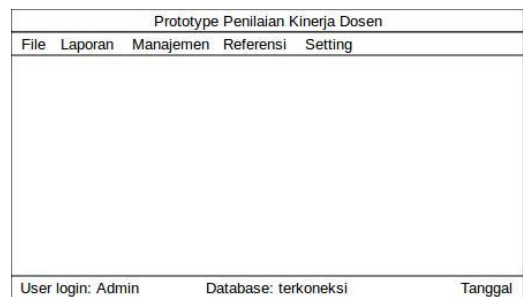 Prototype Penilaian Kinerja Dosen
File Laporan Manajemen Referensi Setting
User login: Admin Database: terkoneksi Tanggal